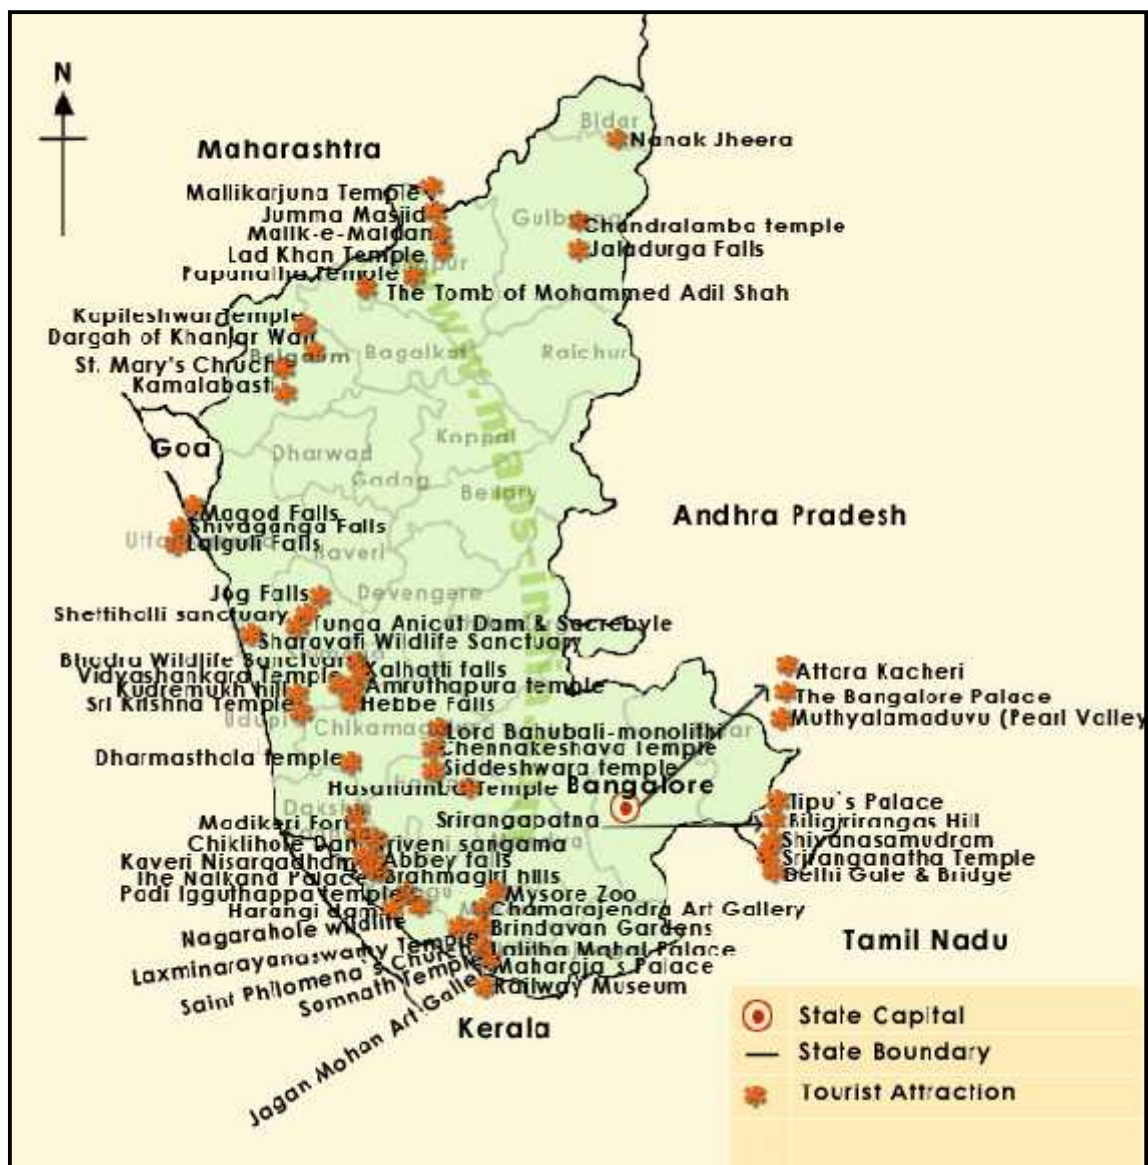 N
Maharashtra
Bidar
Nanak Jheera
Mallikarjuna Temple
Jumma Masjid
Malik-e-Maidan
Lad Khan Temple
Papanatha Temple
The Tomb of Mohammed Adil Shah
Chandralamba temple
Jaladurga Falls
Kapileshwar Temple
Dargah of Khanjar Wali
St. Mary's Chruch
Kamalabasti
Belgaum
Bagalkot
Raichur
Goa
Dharwad
Koppal
Gadag
Bellary
Andhra Pradesh
Magod Falls
Shivaganga Falls
Lalguli Falls
Haveri
Devengere
Jog Falls
Shettiholli sanctuary
Tunga Anicut Dam & Sacrebyle
Sharavati Wildlife Sanctuary
Bhadra Wildlife Sanctuary
Vidyashankara Temple
Kudremukh hill
Sri Krishna Temple
Kalhatti falls
Amruthapura temple
Hebbe Falls
Udupi
Lord Bahubali-monolithi
Chennakeshava Temple
Siddeshwara temple
Dharmasthala temple
Hasanamba Temple
Bangalore
Attara Kacheri
The Bangalore Palace
Muthyalamaduvu (Pearl Valley
Srirangapatna
Tipu`s Palace
Biligirirangas Hill
Shivanasamudram
Sriranganatha Temple
Delhi Gate & Bridge
Madikeri Fort
Chiklihole Dam
Triveni sangama
Kaveri Nisargadhama
Abbey falls
The Nalkand Palace
Brahmagiri hills
Padi Igguthappa temple
Harangi dam
Nagarahole wildlife
Mysore Zoo
Chamarajendra Art Gallery
Brindavan Gardens
Lalitha Mahal Palace
Maharaja`s Palace
Railway Museum
Laxminarayanaswamy Temple
Saint Philomena`s Church
Somnath Temple
Jagan Mohan Art Gallery
Tamil Nadu
Kerala
State Capital
State Boundary
Tourist Attraction